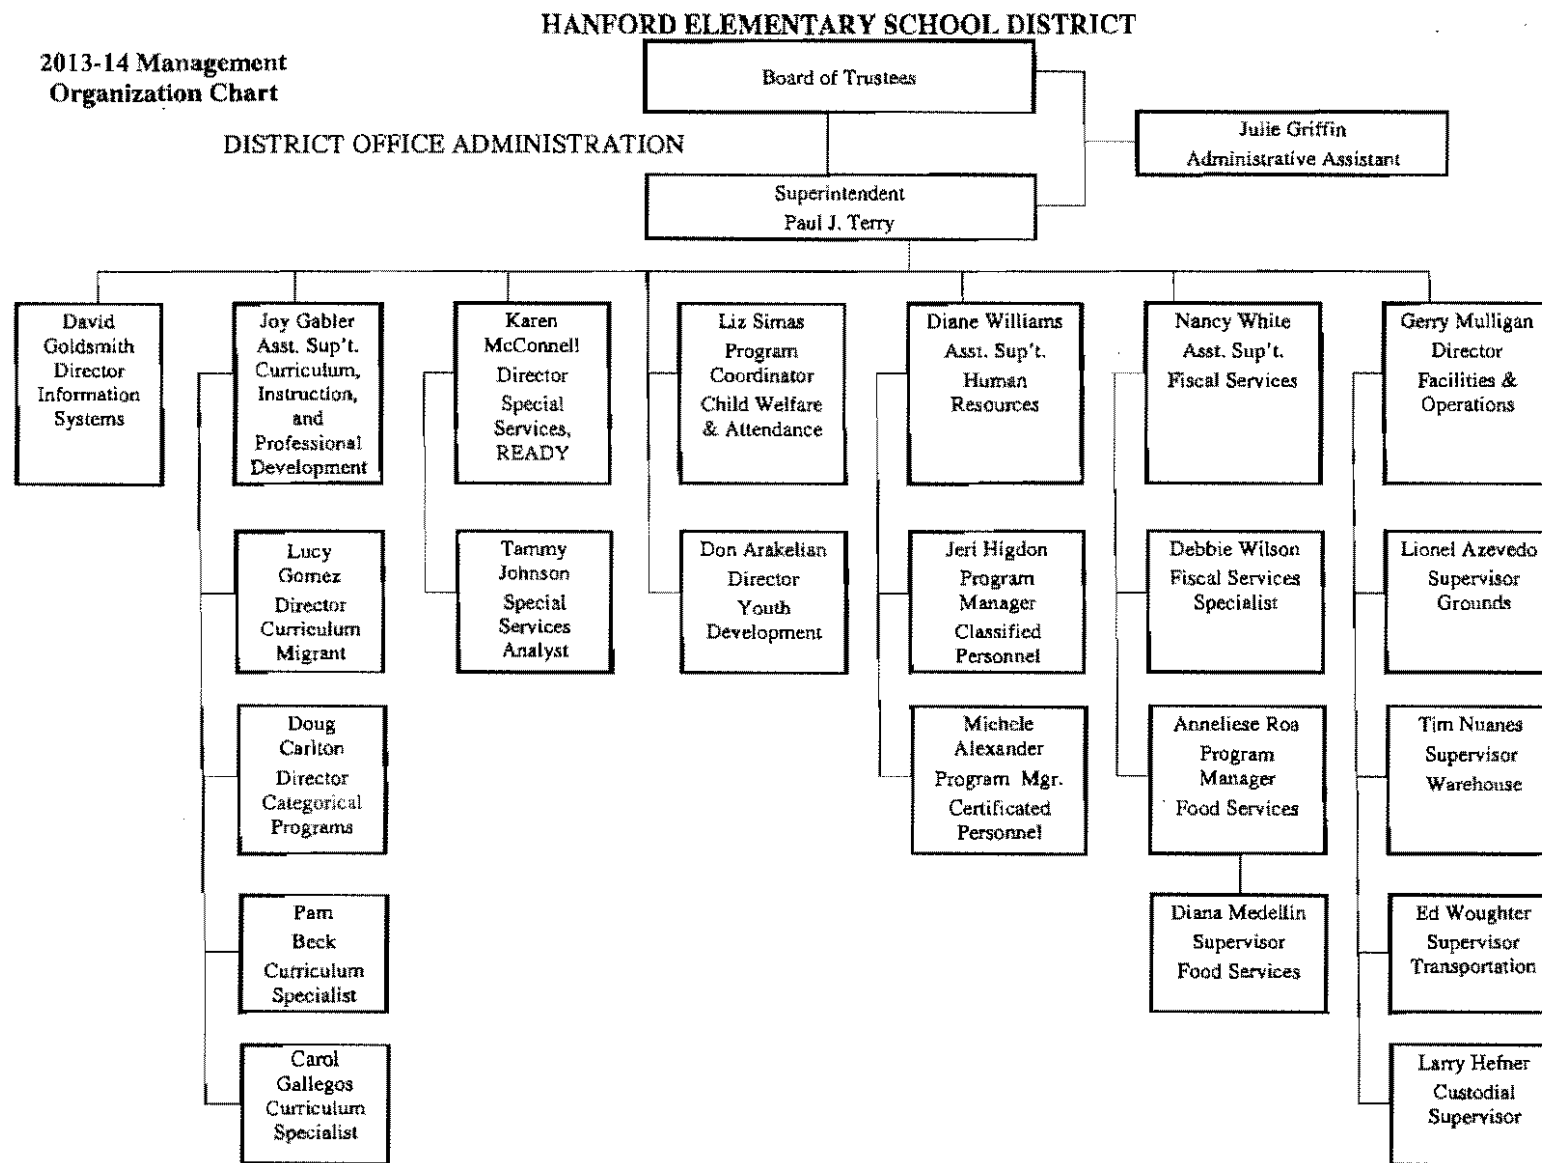 HANFORD ELEMENTARY SCHOOL DISTRICT
2013-14 Management
Organization Chart
Board of Trustees
DISTRICT OFFICE ADMINISTRATION
Julie Griffin
Administrative Assistant
Superintendent
Paul J. Terry
David
Goldsmith
Director
Information
Systems
Joy Gabler
Asst. Sup't.
Curriculum,
Instruction,
and
Professional
Development
Karen
McConnell
Director
Special
Services,
READY
Liz Simas
Program
Coordinator
Child Welfare
& Attendance
Diane Williams
Asst. Sup't.
Human
Resources
Nancy White
Asst. Sup't.
Fiscal Services
Gerry Mulligan
Director
Facilities &
Operations
Lucy
Gomez
Director
Curriculum
Migrant
Tammy
Johnson
Special
Services
Analyst
Don Arakelian
Director
Youth
Development
Jeri Higdon
Program
Manager
Classified
Personnel
Debbie Wilson
Fiscal Services
Specialist
Lionel Azevedo
Supervisor
Grounds
Doug
Carlton
Director
Categorical
Programs
Michele
Alexander
Program Mgr.
Certificated
Personnel
Anneliese Roa
Program
Manager
Food Services
Tim Nuanes
Supervisor
Warehouse
Pam
Beck
Curriculum
Specialist
Diana Medellin
Supervisor
Food Services
Ed Woughter
Supervisor
Transportation
Carol
Gallegos
Curriculum
Specialist
Larry Hefner
Custodial
Supervisor